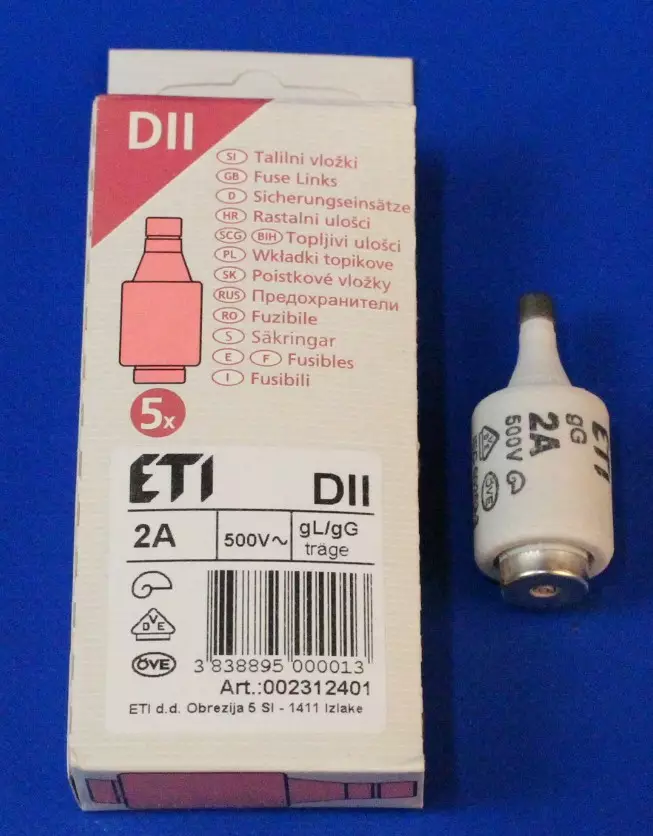 DII
SI Talilni vložki
GB Fuse Links
D Sicherungseinsätze
HR Rastalni ulošci
SCG BIH Topljivi ulošci
PL Wkładki topikowe
SK Poistkové vložky
RUS Предохранители
RO Fuzibile
S Säkringar
E F Fusibles
I Fusibili
5x
ETI DII
2A 500V~ gL/gG
träge
DVE
ÖVE
3 838895 000013
Art.:002312401
ETI d.d. Obrezija 5 SI - 1411 Izlake
ETI
gG
2A
500V
ÖVE